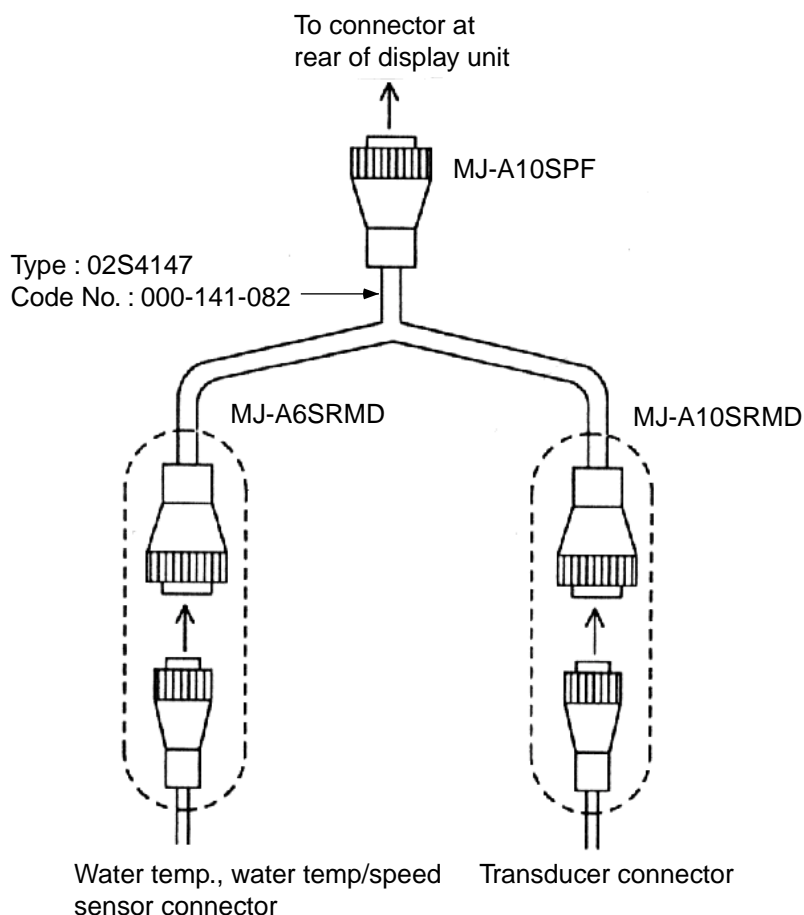 To connector at
rear of display unit
MJ-A10SPF
Type : 02S4147
Code No. : 000-141-082
MJ-A6SRMD
MJ-A10SRMD
Water temp., water temp/speed
sensor connector
Transducer connector